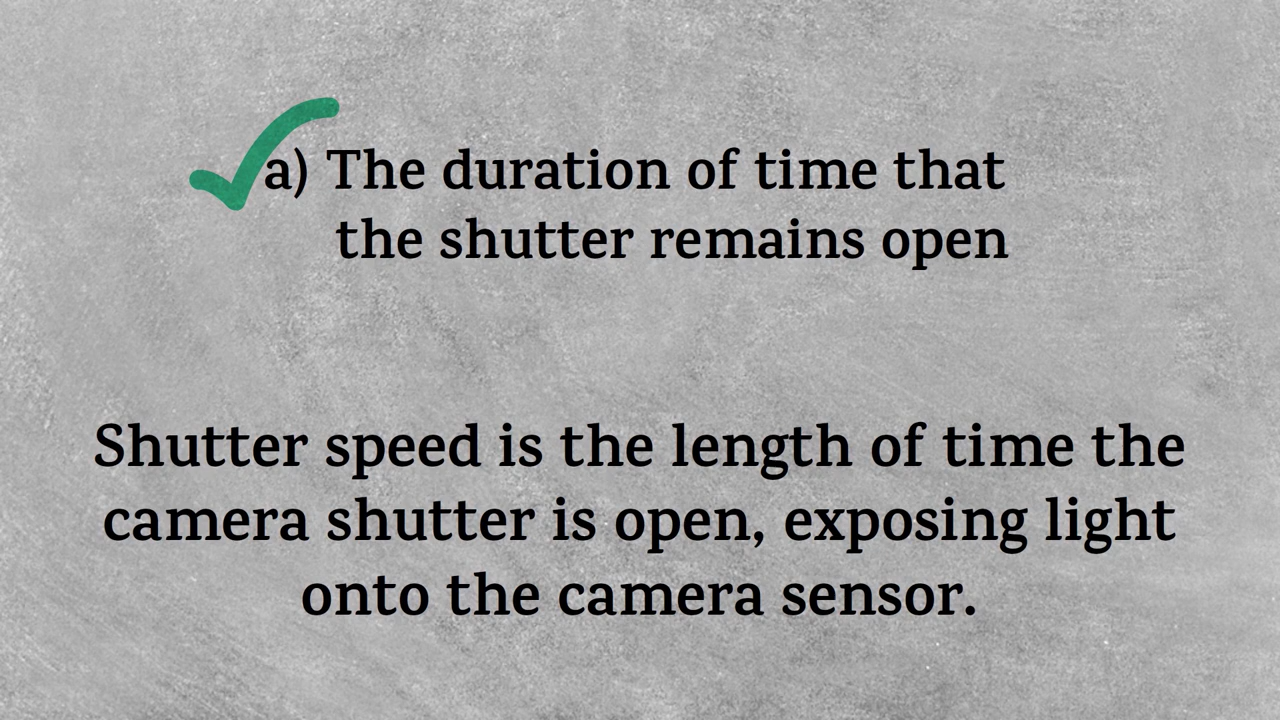 a) The duration of time that
the shutter remains open
Shutter speed is the length of time the
camera shutter is open, exposing light
onto the camera sensor.